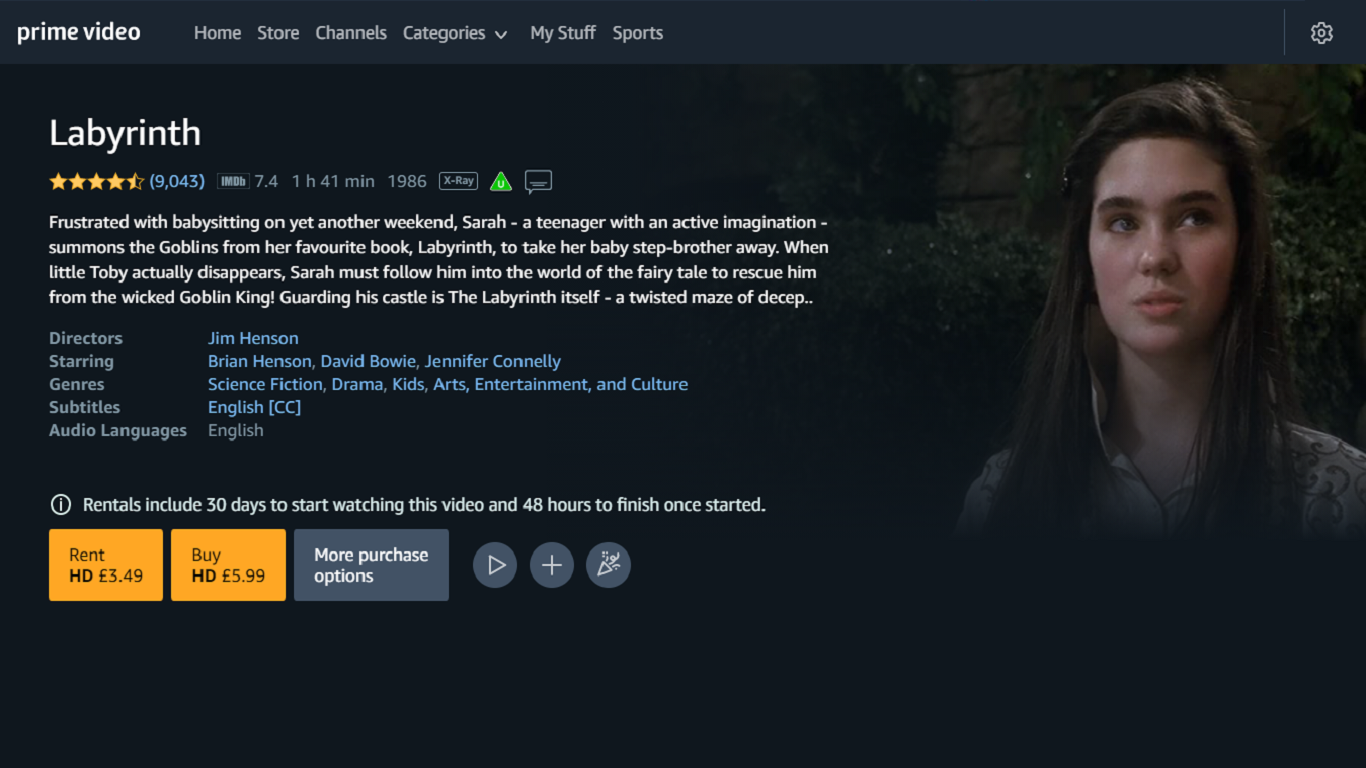 prime video Home Store Channels Categories My Stuff Sports
Labyrinth
(9,043) IMDb 7.4 1 h 41 min 1986 X-Ray U
Frustrated with babysitting on yet another weekend, Sarah - a teenager with an active imagination -
summons the Goblins from her favourite book, Labyrinth, to take her baby step-brother away. When
little Toby actually disappears, Sarah must follow him into the world of the fairy tale to rescue him
from the wicked Goblin King! Guarding his castle is The Labyrinth itself - a twisted maze of decep..
Directors Jim Henson
Starring Brian Henson, David Bowie, Jennifer Connelly
Genres Science Fiction, Drama, Kids, Arts, Entertainment, and Culture
Subtitles English [CC]
Audio Languages English
Rentals include 30 days to start watching this video and 48 hours to finish once started.
Rent
HD £3.49
Buy
HD £5.99
More purchase
options